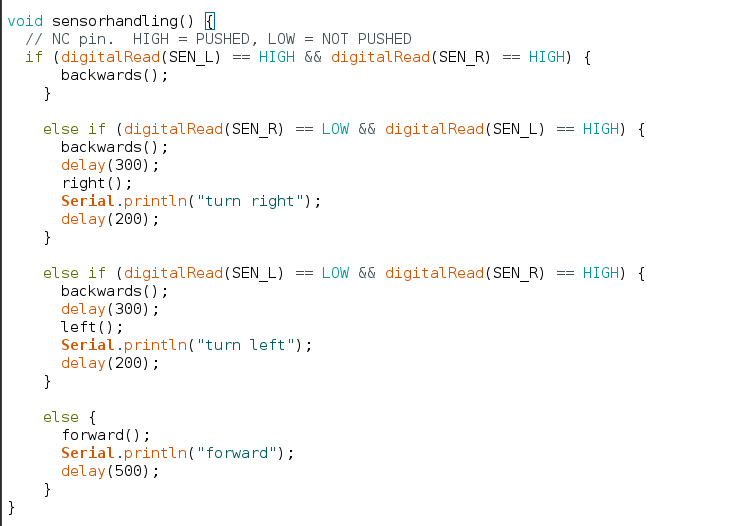 void sensorhandling() {
  // NC pin.  HIGH = PUSHED, LOW = NOT PUSHED
  if (digitalRead(SEN_L) == HIGH && digitalRead(SEN_R) == HIGH) {
      backwards();
    }

    else if (digitalRead(SEN_R) == LOW && digitalRead(SEN_L) == HIGH) {
      backwards();
      delay(300);
      right();
      Serial.println("turn right");
      delay(200);
    }

    else if (digitalRead(SEN_L) == LOW && digitalRead(SEN_R) == HIGH) {
      backwards();
      delay(300);
      left();
      Serial.println("turn left");
      delay(200);
    }

    else {
      forward();
      Serial.println("forward");
      delay(500);
    }
}